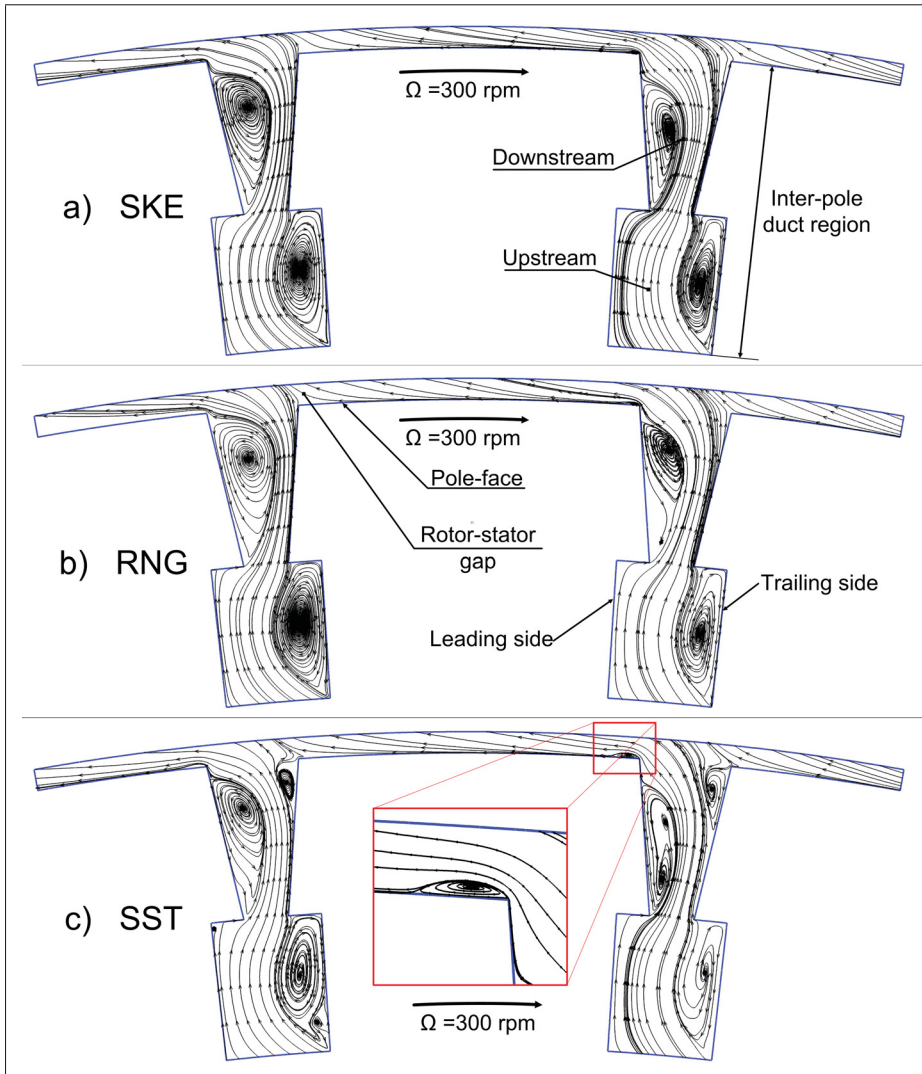 Ω =300 rpm
Downstream
a) SKE
Inter-pole
duct region
Upstream
Ω =300 rpm
Pole-face
Rotor-stator
gap
b) RNG
Trailing side
Leading side
c) SST
Ω =300 rpm